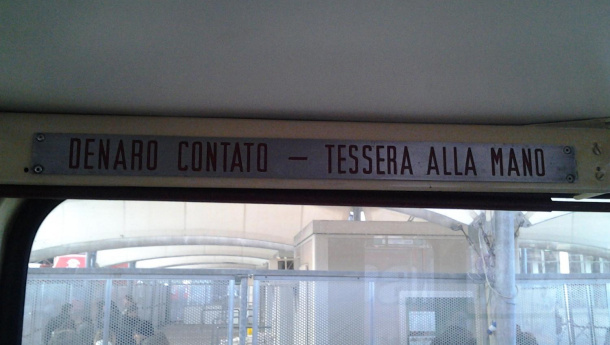 DENARO CONTATO — TESSERA ALLA MANO